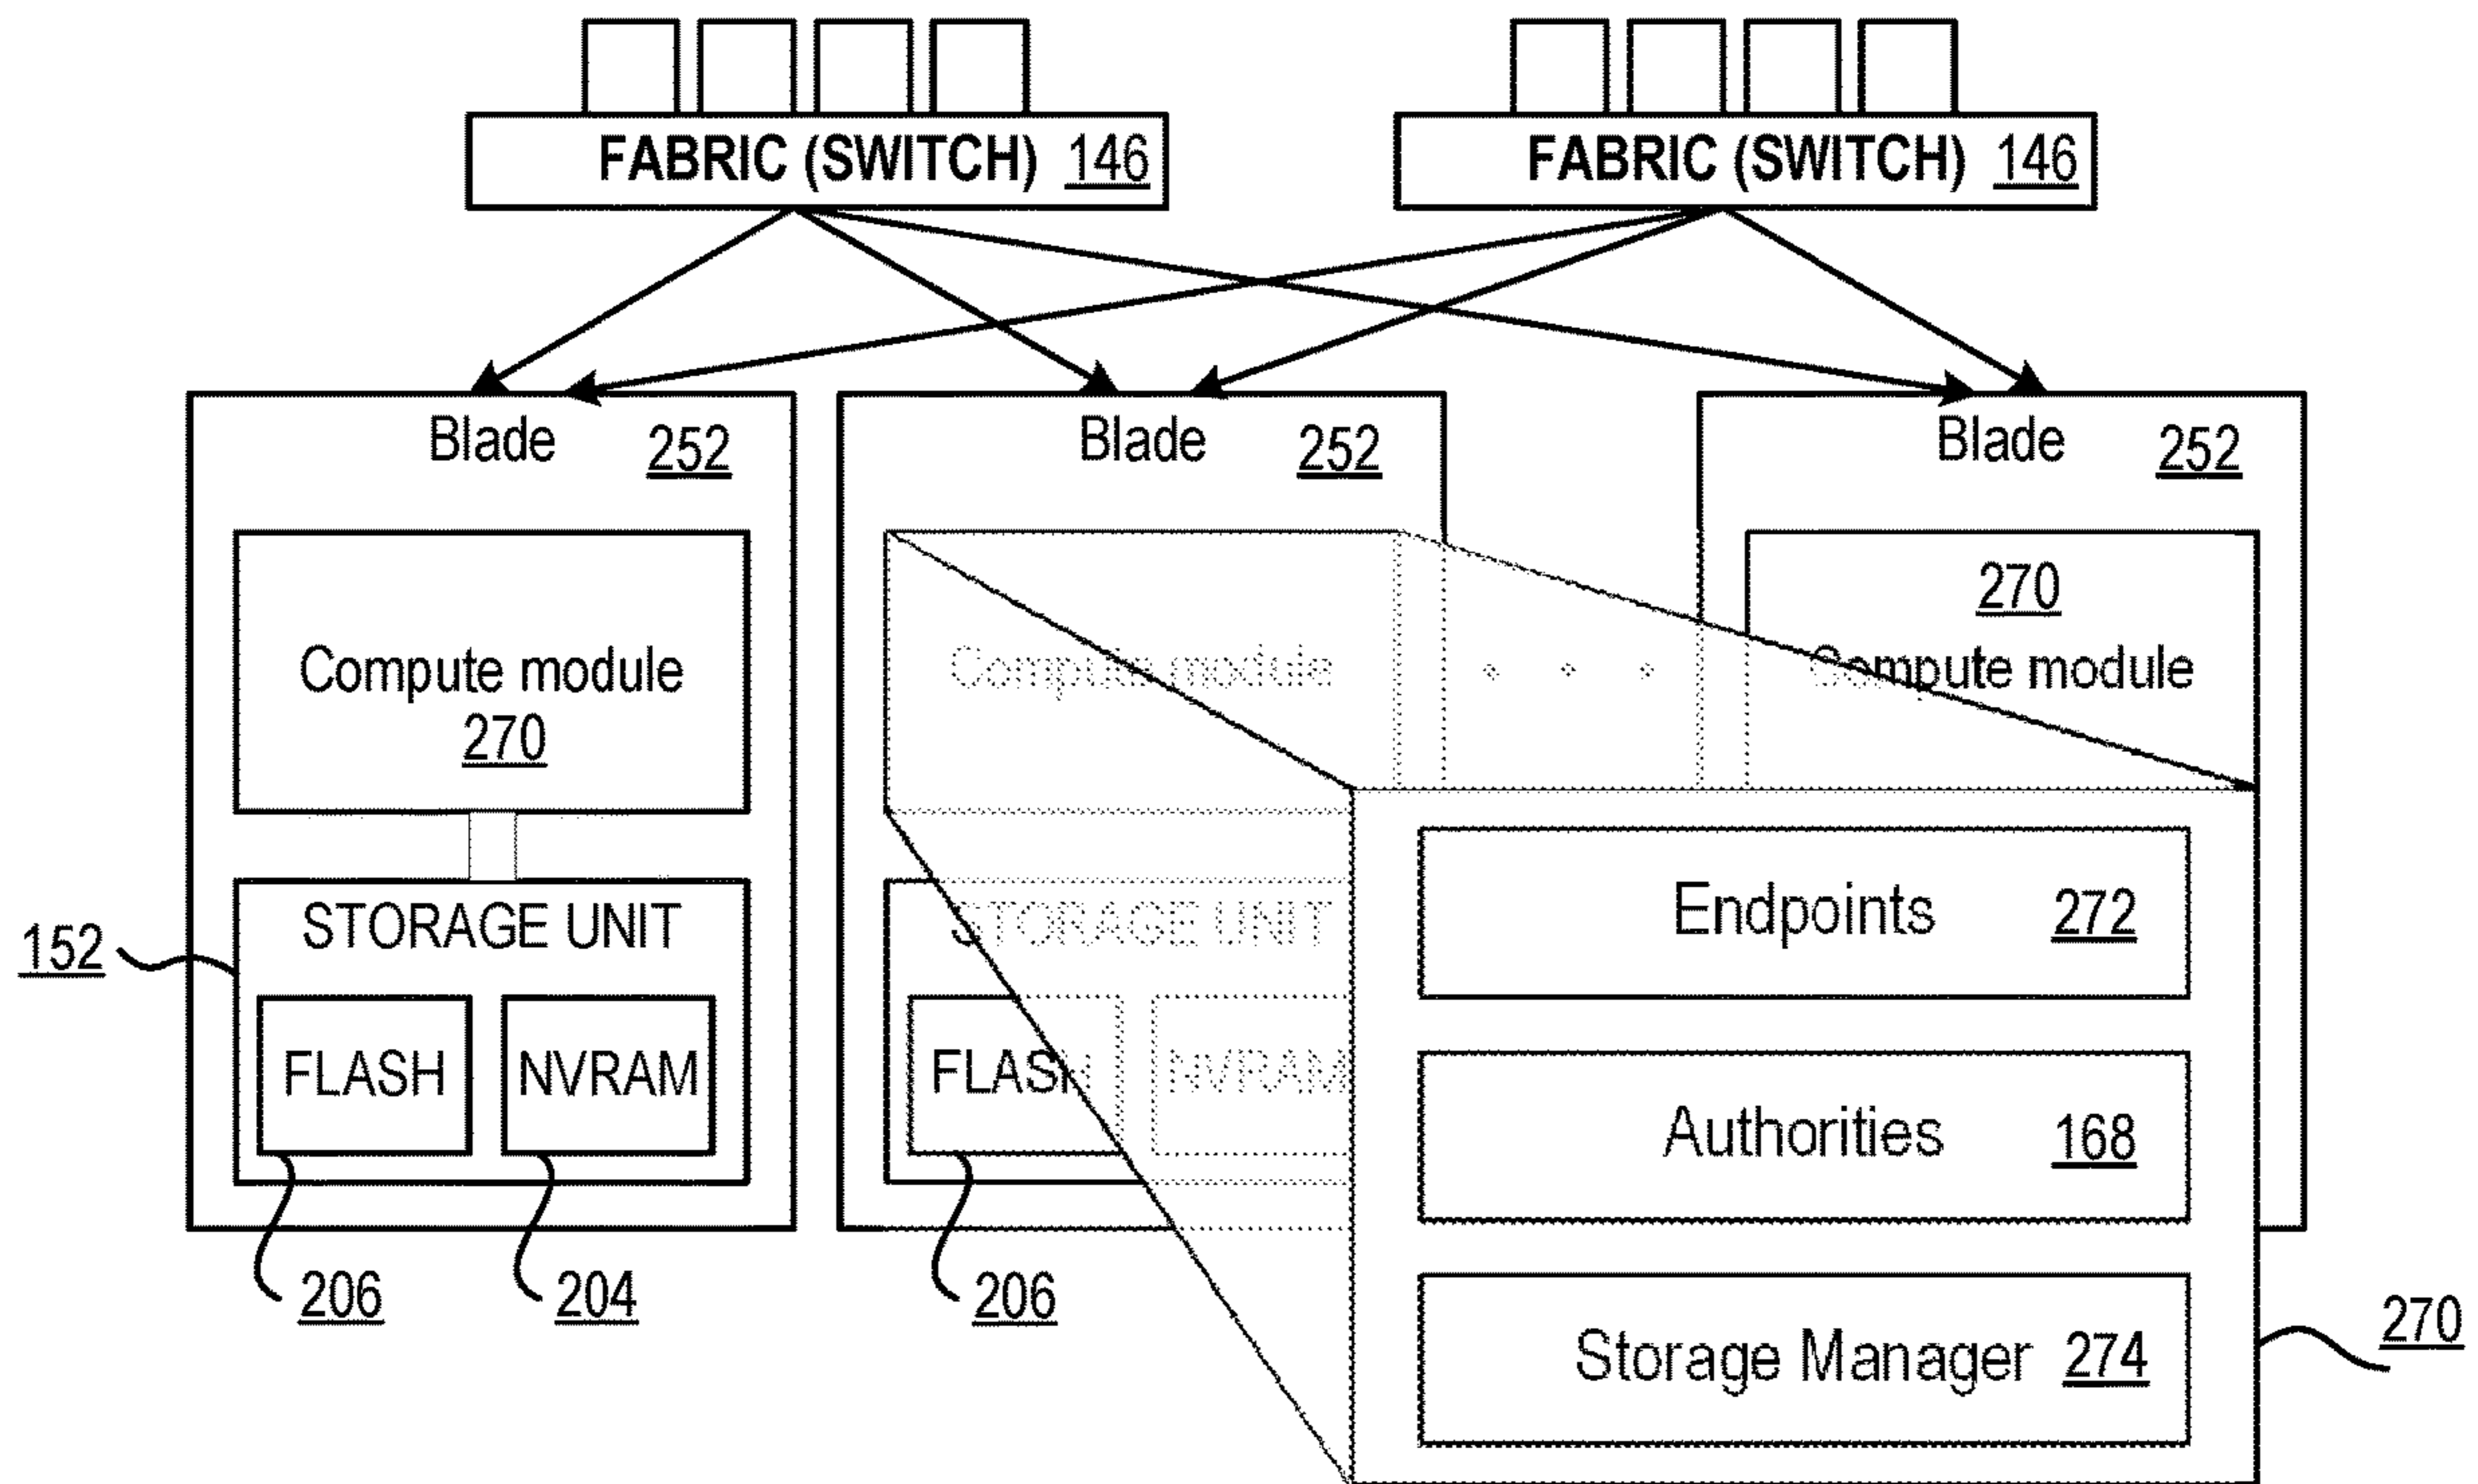 FABRIC (SWITCH) 146
FABRIC (SWITCH) 146
Blade 252
Blade 252
Blade 252
Compute module
270
Compute module
. . .
270
Compute module
STORAGE UNIT
152
FLASH
NVRAM
206
204
STORAGE UNIT
FLASH
NVRAM
206
Endpoints 272
Authorities 168
Storage Manager 274
270